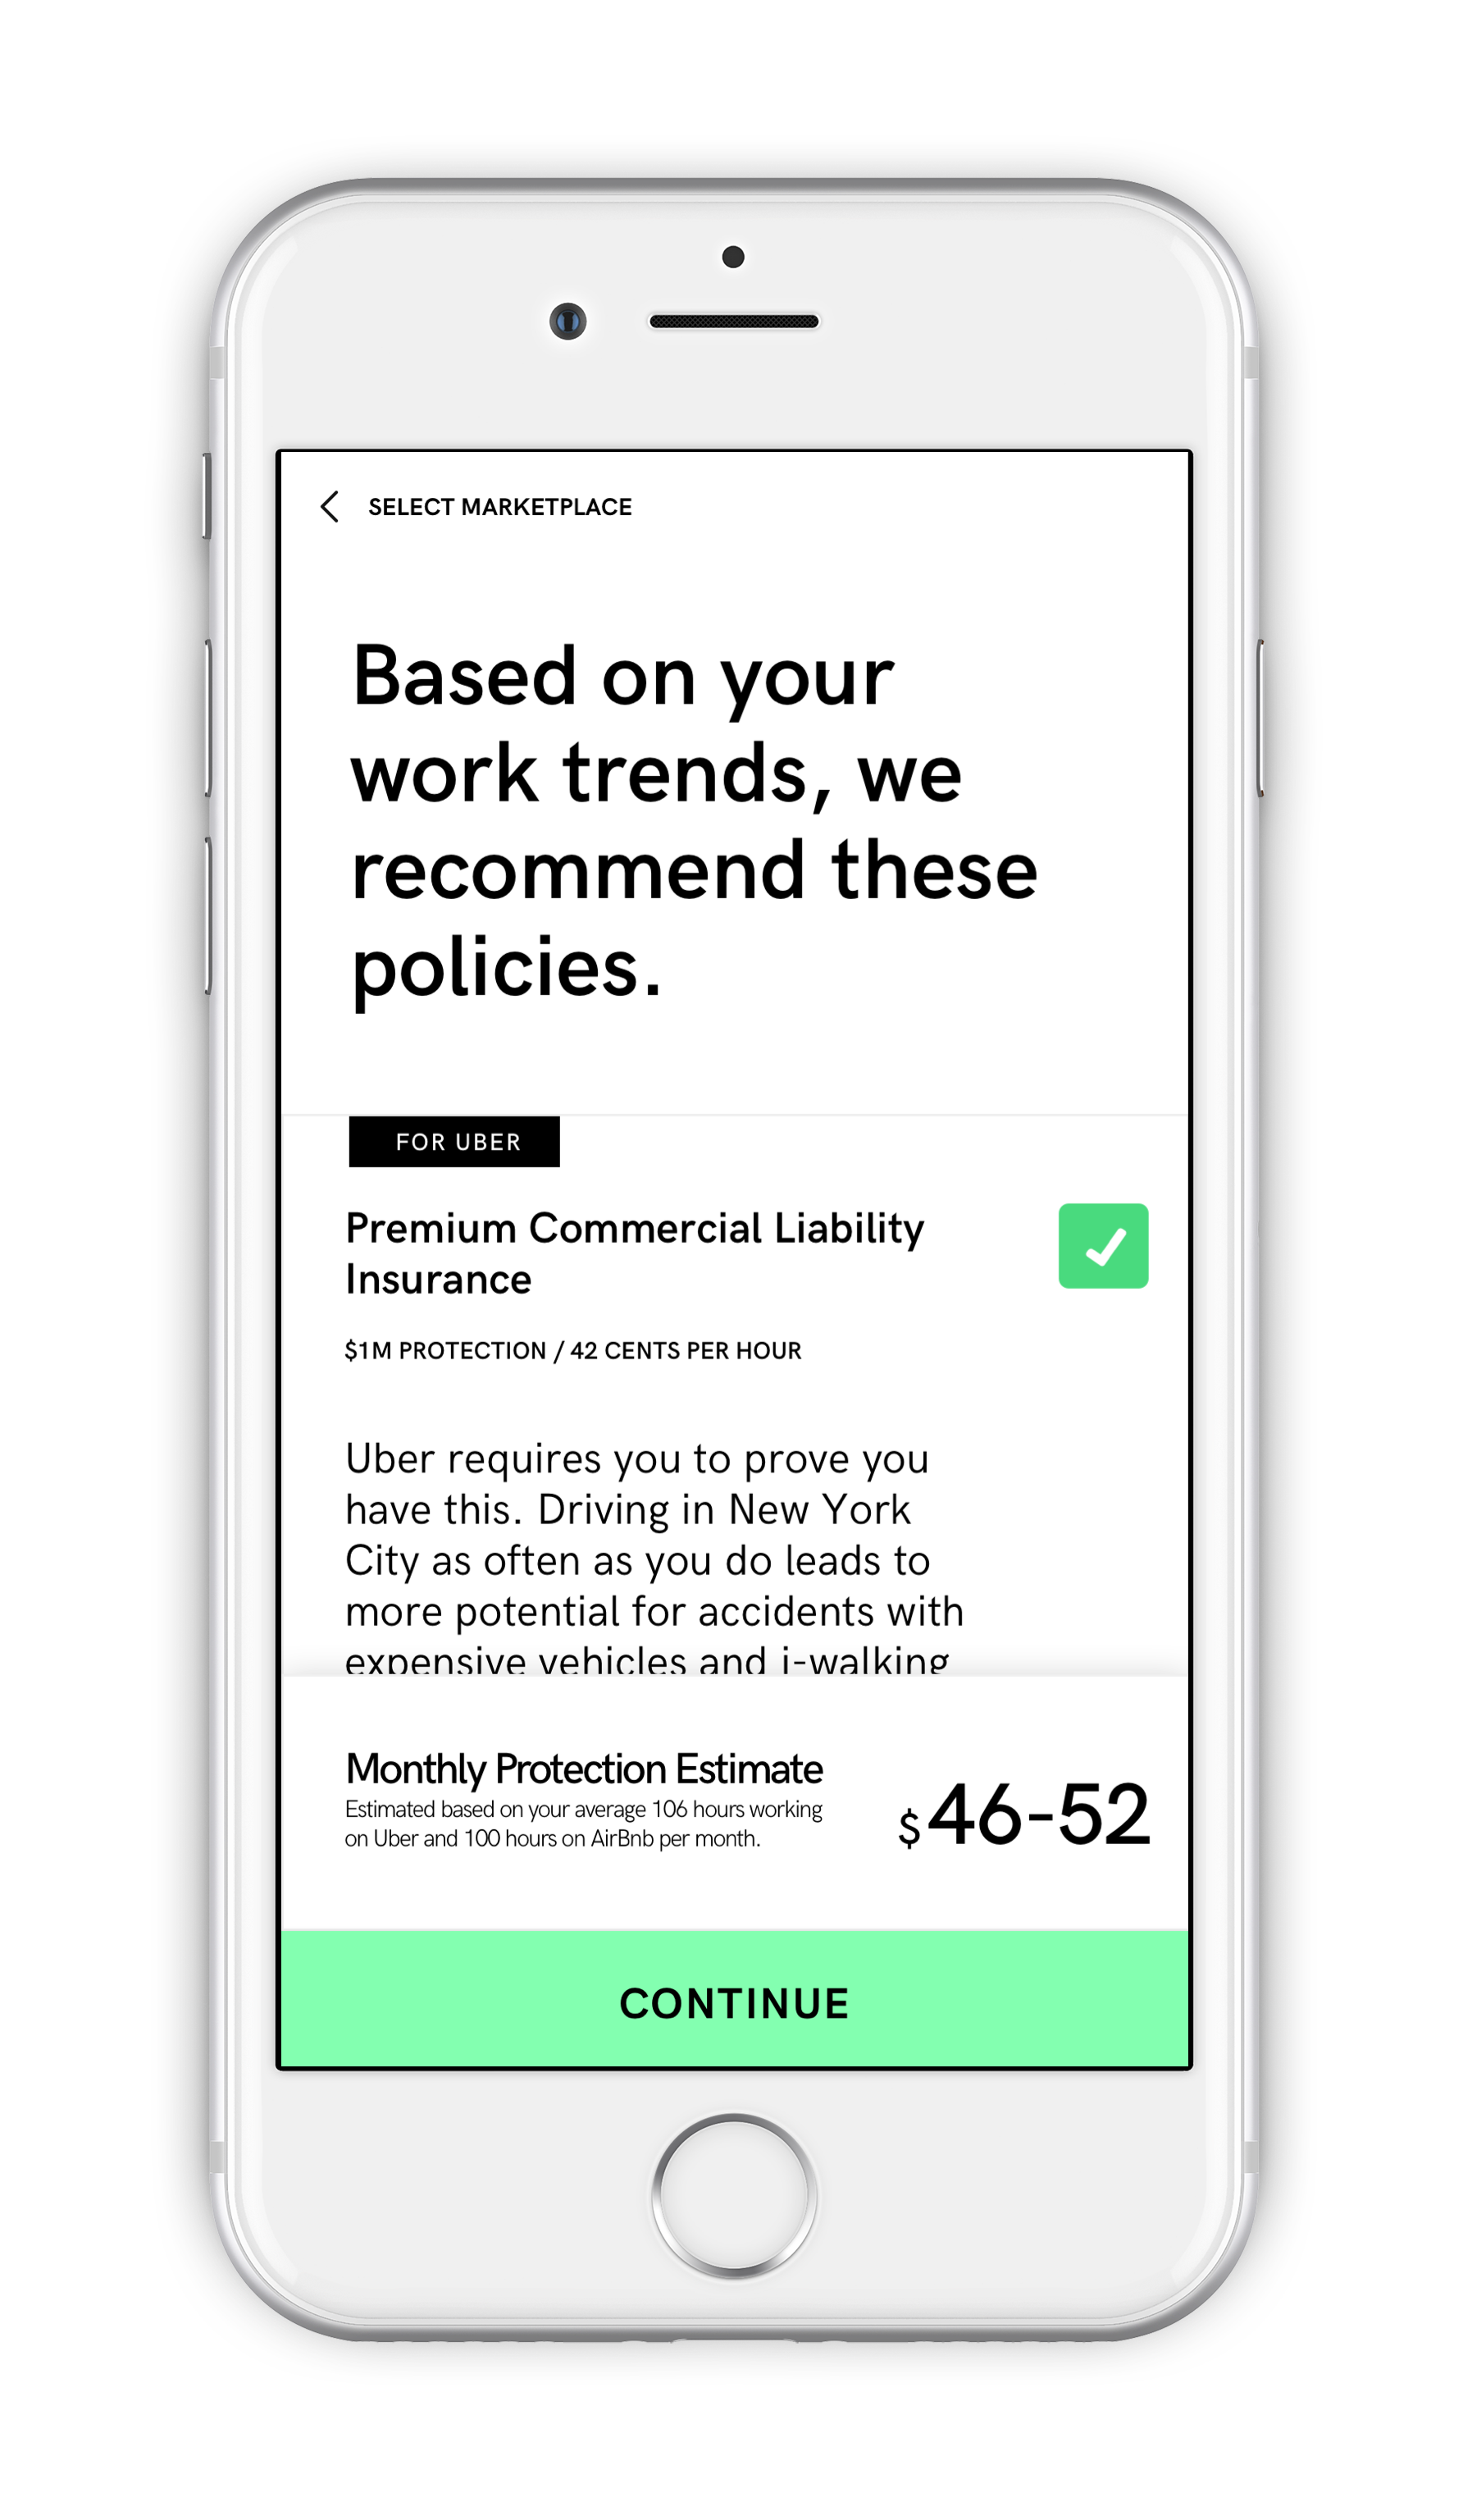 SELECT MARKETPLACE
Based on your
work trends, we
recommend these
policies.
FOR UBER
Premium Commercial Liability
Insurance
$1M PROTECTION / 42 CENTS PER HOUR
Uber requires you to prove you
have this. Driving in New York
City as often as you do leads to
more potential for accidents with
expensive vehicles and i-walking
Monthly Protection Estimate
Estimated based on your average 106 hours working
on Uber and 100 hours on AirBnb per month.
$46-52
CONTINUE